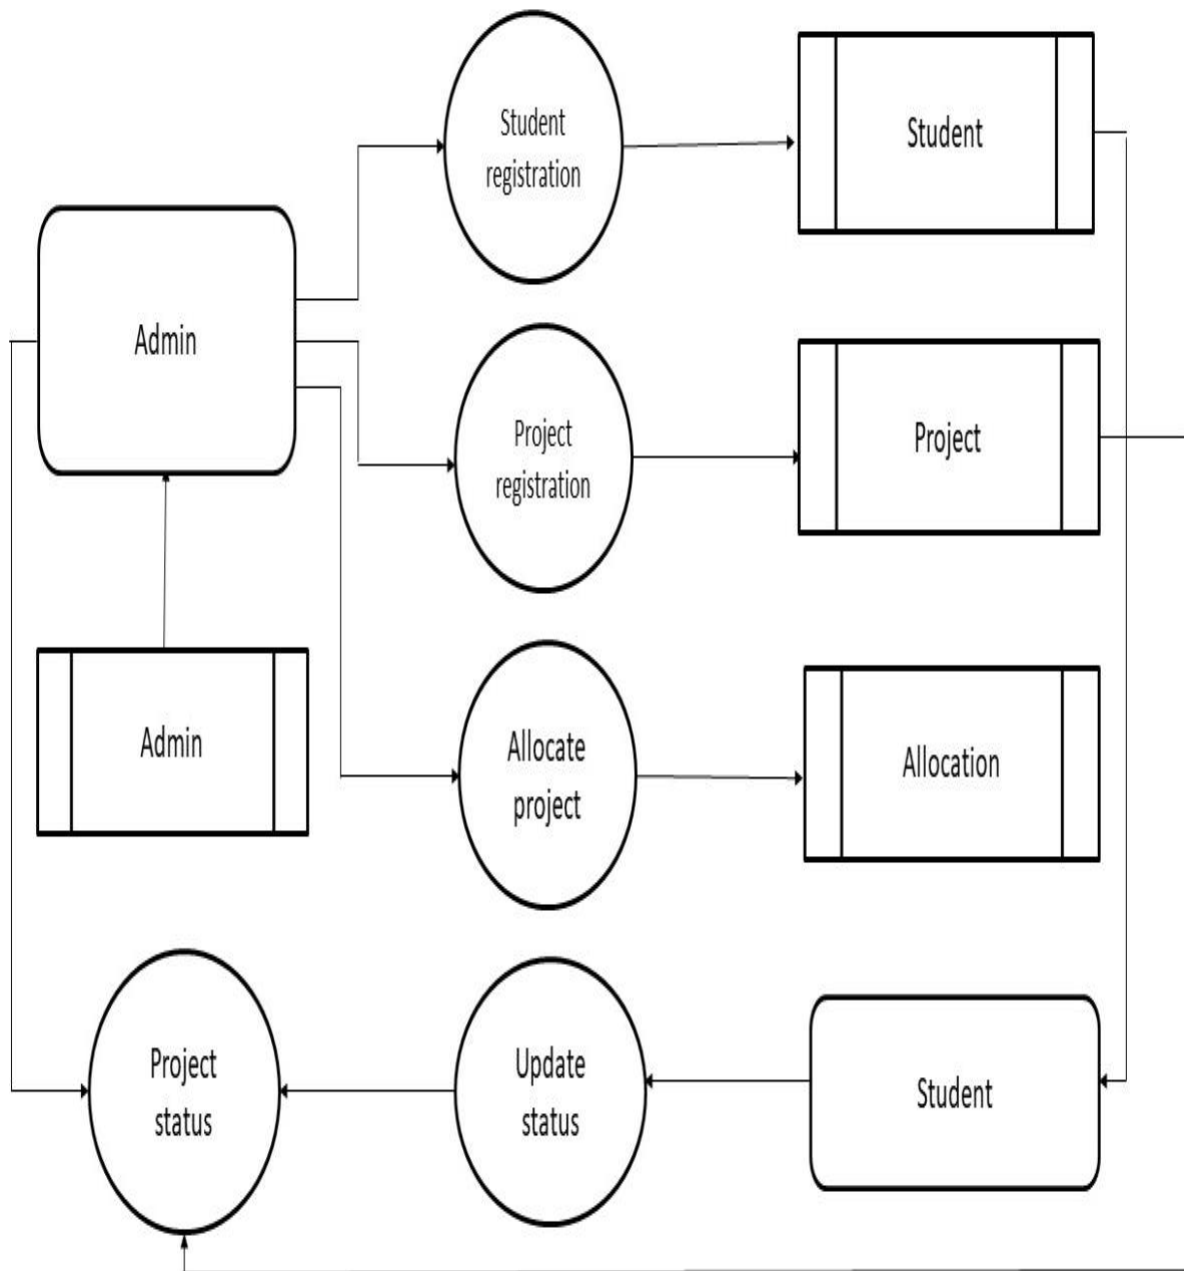 Student
registration
Student
Admin
Project
registration
Project
Admin
Allocate
project
Allocation
Project
status
Update
status
Student